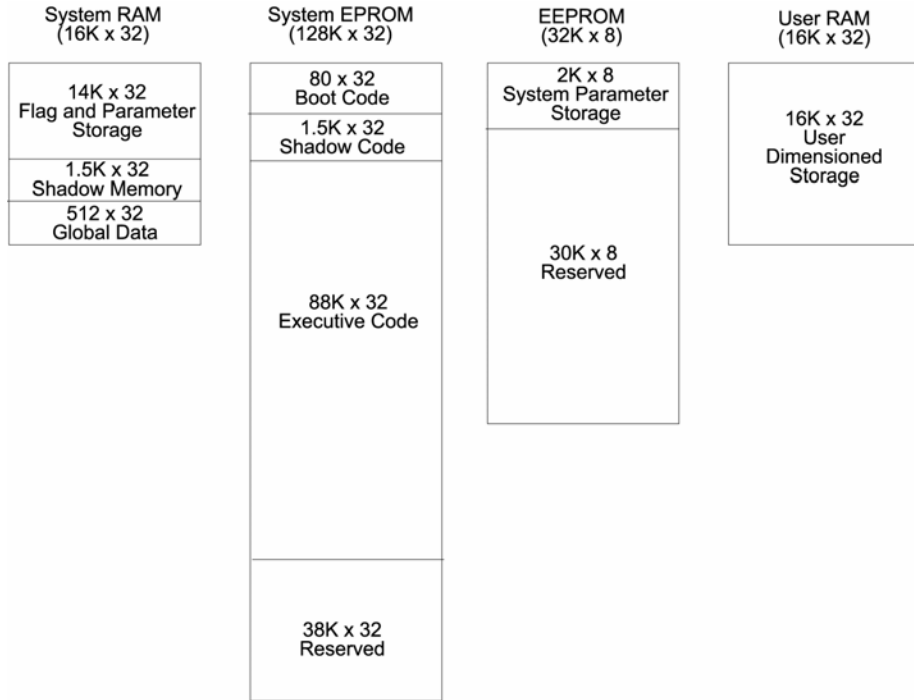 System RAM
(16K x 32)
14K x 32
Flag and Parameter
Storage
1.5K x 32
Shadow Memory
512 x 32
Global Data
System EPROM
(128K x 32)
80 x 32
Boot Code
1.5K x 32
Shadow Code
88K x 32
Executive Code
38K x 32
Reserved
EEPROM
(32K x 8)
2K x 8
System Parameter
Storage
30K x 8
Reserved
User RAM
(16K x 32)
16K x 32
User
Dimensioned
Storage